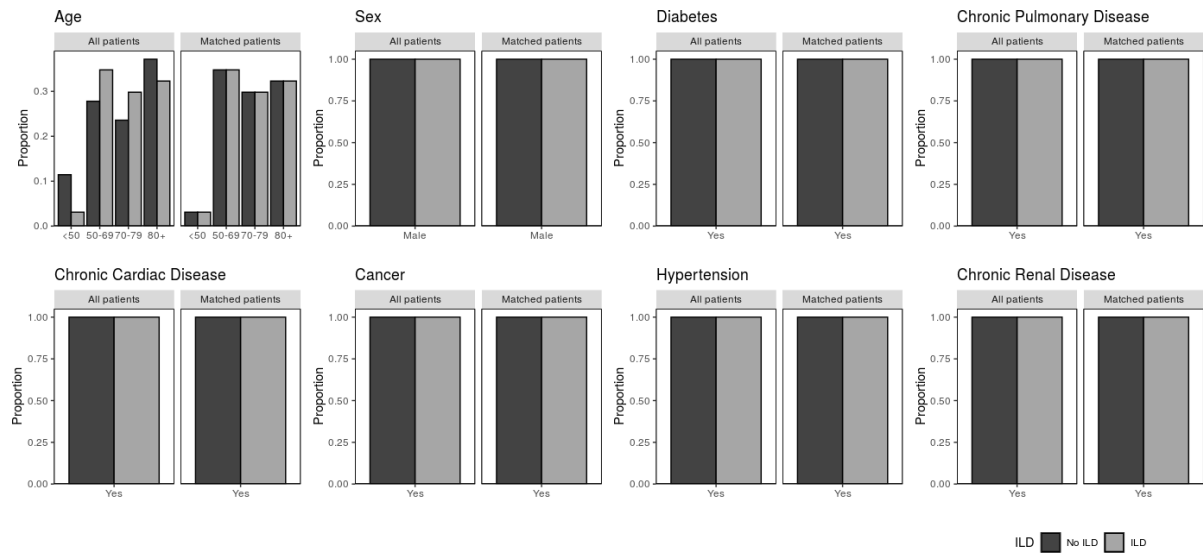 Age
Sex
Diabetes
Chronic Pulmonary Disease
All patients Matched patients
All patients Matched patients
All patients Matched patients
All patients Matched patients
Proportion
0.3
0.2
0.1
0.0
<50 50-69 70-79 80+
<50 50-69 70-79 80+
Proportion
1.00
0.75
0.50
0.25
0.00
Male Male
Proportion
1.00
0.75
0.50
0.25
0.00
Yes Yes
Proportion
1.00
0.75
0.50
0.25
0.00
Yes Yes
Chronic Cardiac Disease
Cancer
Hypertension
Chronic Renal Disease
All patients Matched patients
All patients Matched patients
All patients Matched patients
All patients Matched patients
Proportion
1.00
0.75
0.50
0.25
0.00
Yes Yes
Proportion
1.00
0.75
0.50
0.25
0.00
Yes Yes
Proportion
1.00
0.75
0.50
0.25
0.00
Yes Yes
Proportion
1.00
0.75
0.50
0.25
0.00
Yes Yes
ILD No ILD ILD